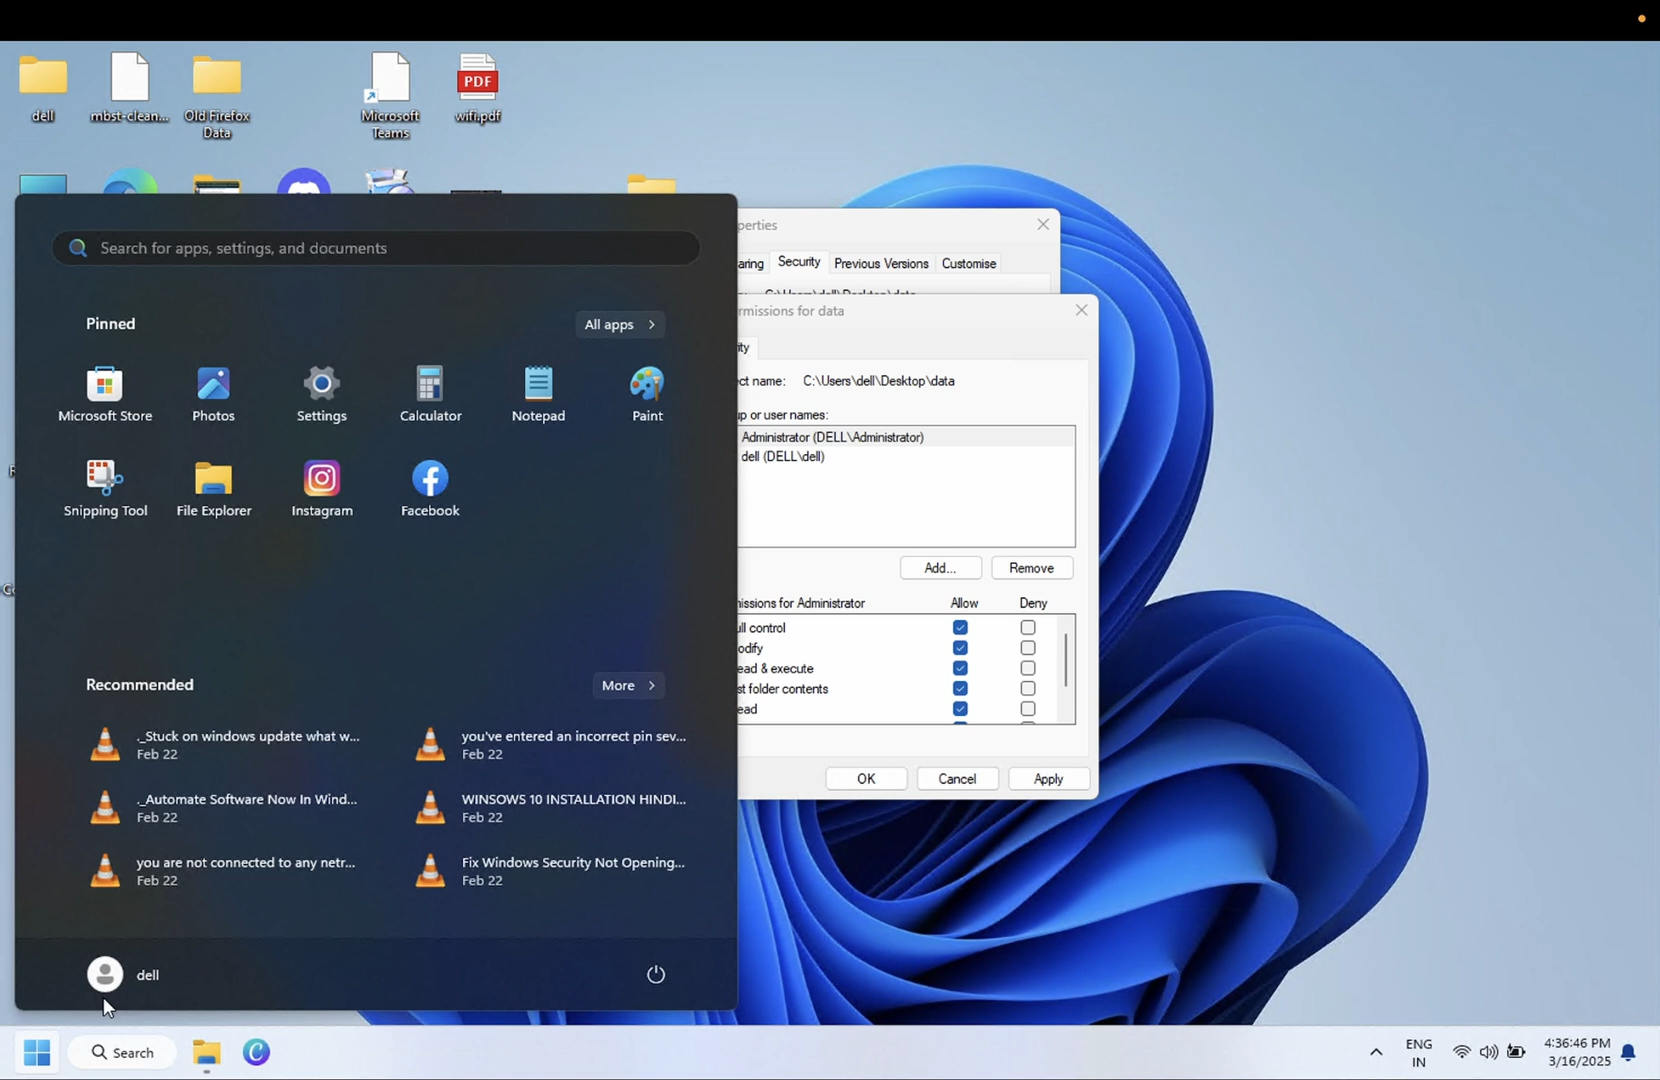 dell
mbst-clean...
Old Firefox
Data
Microsoft
Teams
PDF
wifi.pdf
Search for apps, settings, and documents
Pinned
All apps
Microsoft Store
Photos
Settings
Calculator
Notepad
Paint
Snipping Tool
File Explorer
Instagram
Facebook
Recommended
More
._Stuck on windows update what w...
Feb 22
you've entered an incorrect pin sev...
Feb 22
._Automate Software Now In Wind...
Feb 22
WINSOWS 10 INSTALLATION HINDI...
Feb 22
you are not connected to any netr...
Feb 22
Fix Windows Security Not Opening...
Feb 22
dell
perties
aring
Security
Previous Versions
Customise
missions for data
ity
ect name: C:\Users\dell\Desktop\data
up or user names:
Administrator (DELL\Administrator)
dell (DELL\dell)
Add...
Remove
missions for Administrator
Allow
Deny
ull control
odify
ead & execute
st folder contents
ead
OK
Cancel
Apply
Search
ENG
IN
4:36:46 PM
3/16/2025